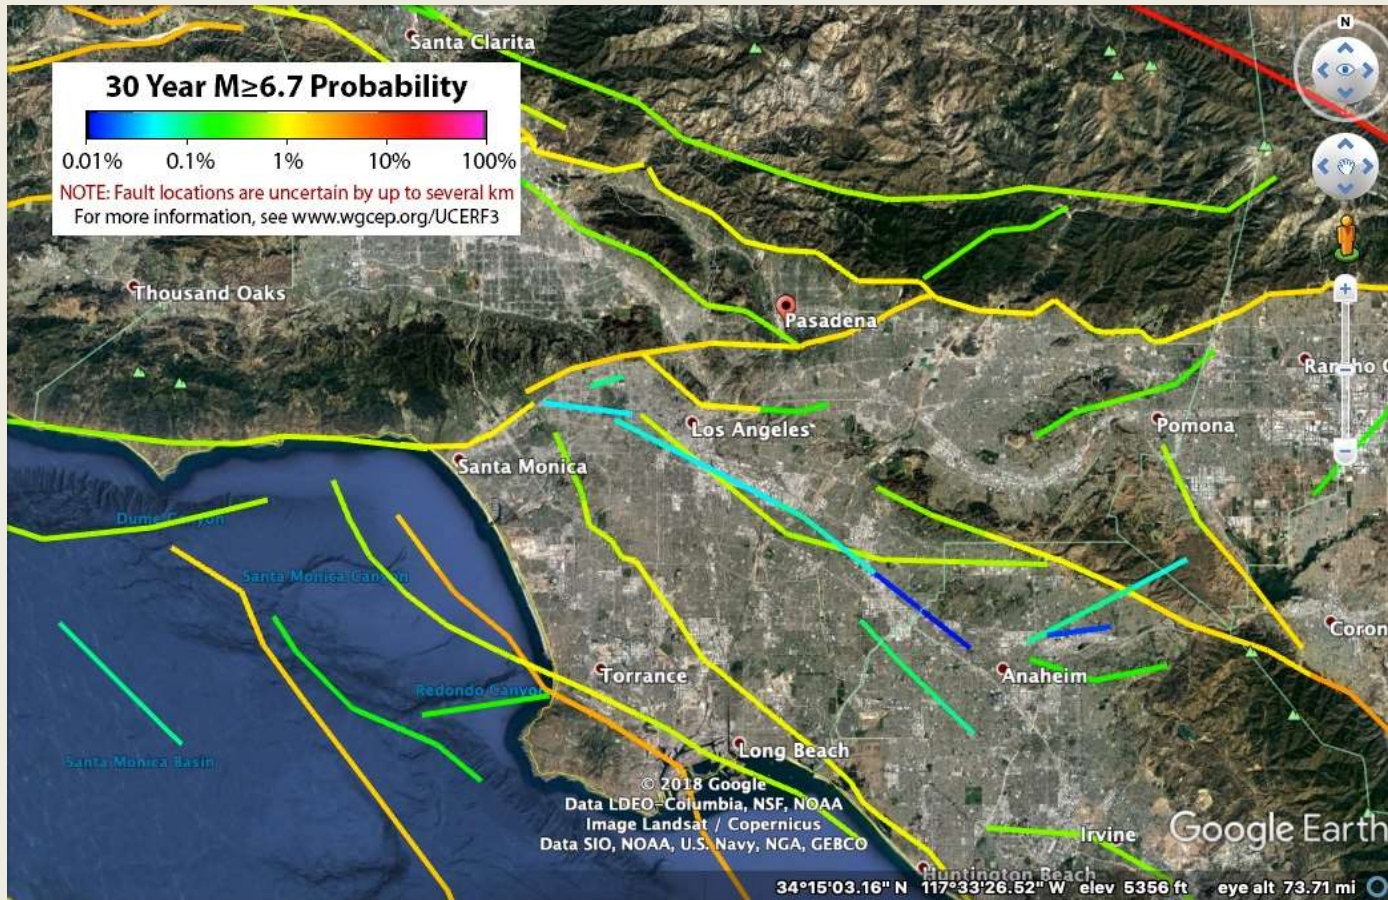 Santa Clarita
N
30 Year M≥6.7 Probability
0.01% 0.1% 1% 10% 100%
NOTE: Fault locations are uncertain by up to several km
For more information, see www.wgcep.org/UCERF3
Thousand Oaks
Pasadena
Rancho C
Los Angeles
Pomona
Santa Monica
Dume Canyon
Santa Monica Canyon
Coron
Torrance
Anaheim
Redondo Canyon
Long Beach
Santa Monica Basin
© 2018 Google
Data LDEO-Columbia, NSF, NOAA
Image Landsat / Copernicus
Data SIO, NOAA, U.S. Navy, NGA, GEBCO
Irvine
Google Earth
Huntington Beach
34°15'03.16" N 117°33'26.52" W elev 5356 ft eye alt 73.71 mi